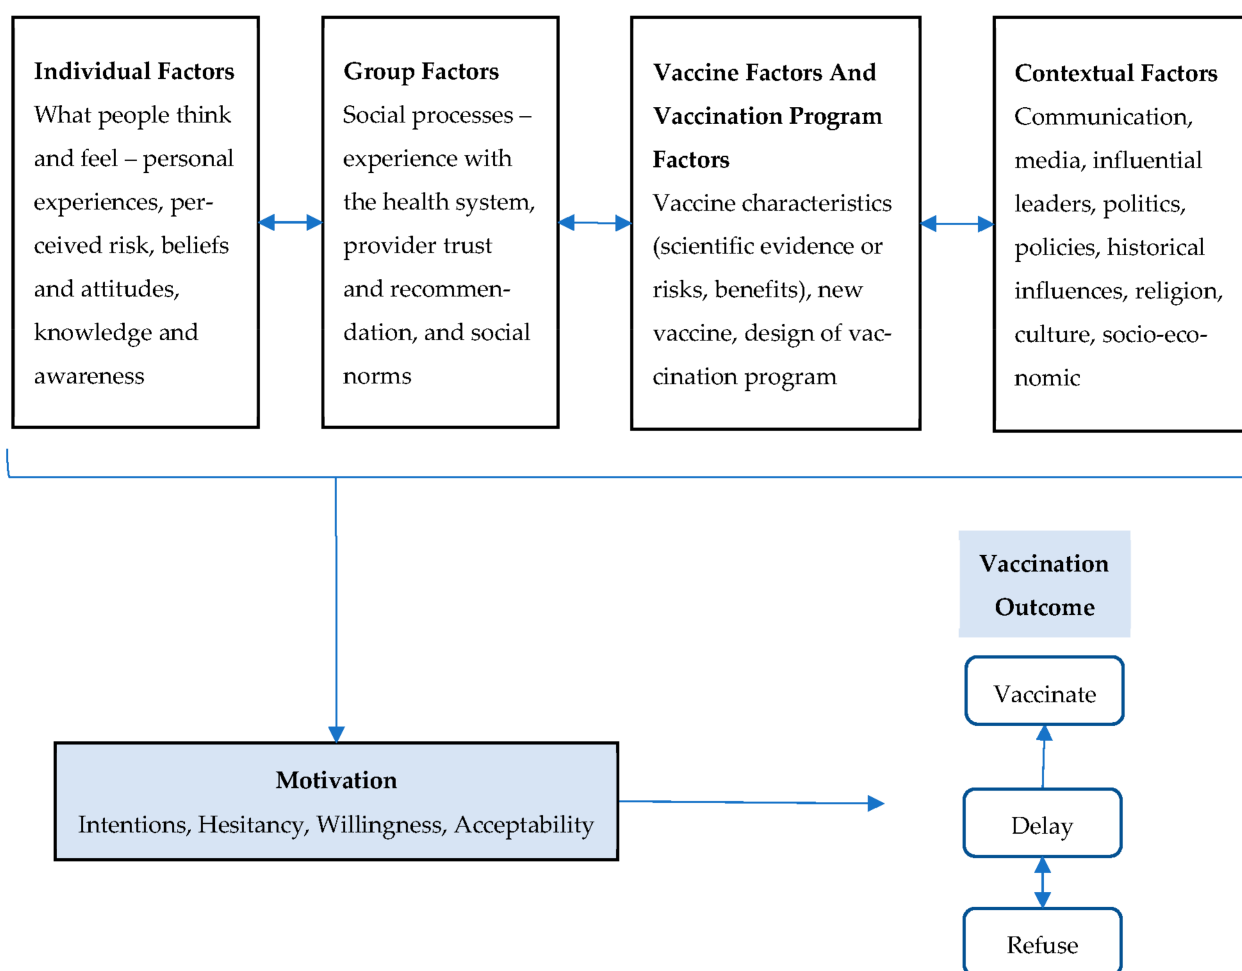 Individual Factors
What people think
and feel – personal
experiences, per-
ceived risk, beliefs
and attitudes,
knowledge and
awareness
Group Factors
Social processes –
experience with
the health system,
provider trust
and recommen-
dation, and social
norms
Vaccine Factors And
Vaccination Program
Factors
Vaccine characteristics
(scientific evidence or
risks, benefits), new
vaccine, design of vac-
cination program
Contextual Factors
Communication,
media, influential
leaders, politics,
policies, historical
influences, religion,
culture, socio-eco-
nomic
Motivation
Intentions, Hesitancy, Willingness, Acceptability
Vaccination
Outcome
Vaccinate
Delay
Refuse